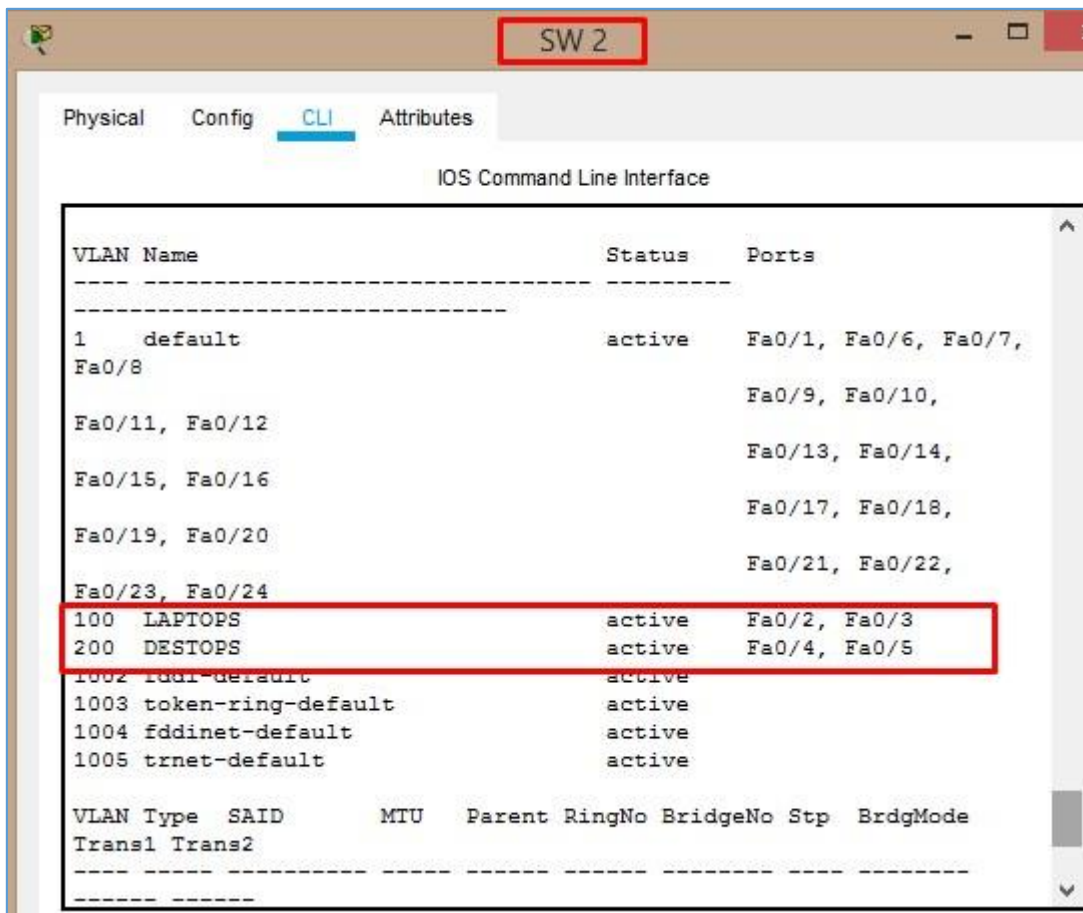 SW 2
Physical Config CLI Attributes
IOS Command Line Interface
VLAN Name Status Ports
---- -------------------------------- ---------
-------------------------------
1 default active Fa0/1, Fa0/6, Fa0/7,
Fa0/8
Fa0/9, Fa0/10,
Fa0/11, Fa0/12
Fa0/13, Fa0/14,
Fa0/15, Fa0/16
Fa0/17, Fa0/18,
Fa0/19, Fa0/20
Fa0/21, Fa0/22,
Fa0/23, Fa0/24
100 LAPTOPS active Fa0/2, Fa0/3
200 DESTOPS active Fa0/4, Fa0/5
1002 fddi-default active
1003 token-ring-default active
1004 fddinet-default active
1005 trnet-default active
VLAN Type SAID MTU Parent RingNo BridgeNo Stp BrdgMode
Trans1 Trans2
---- ----- ---------- ----- ------ ------ -------- ---- --------
------ ------